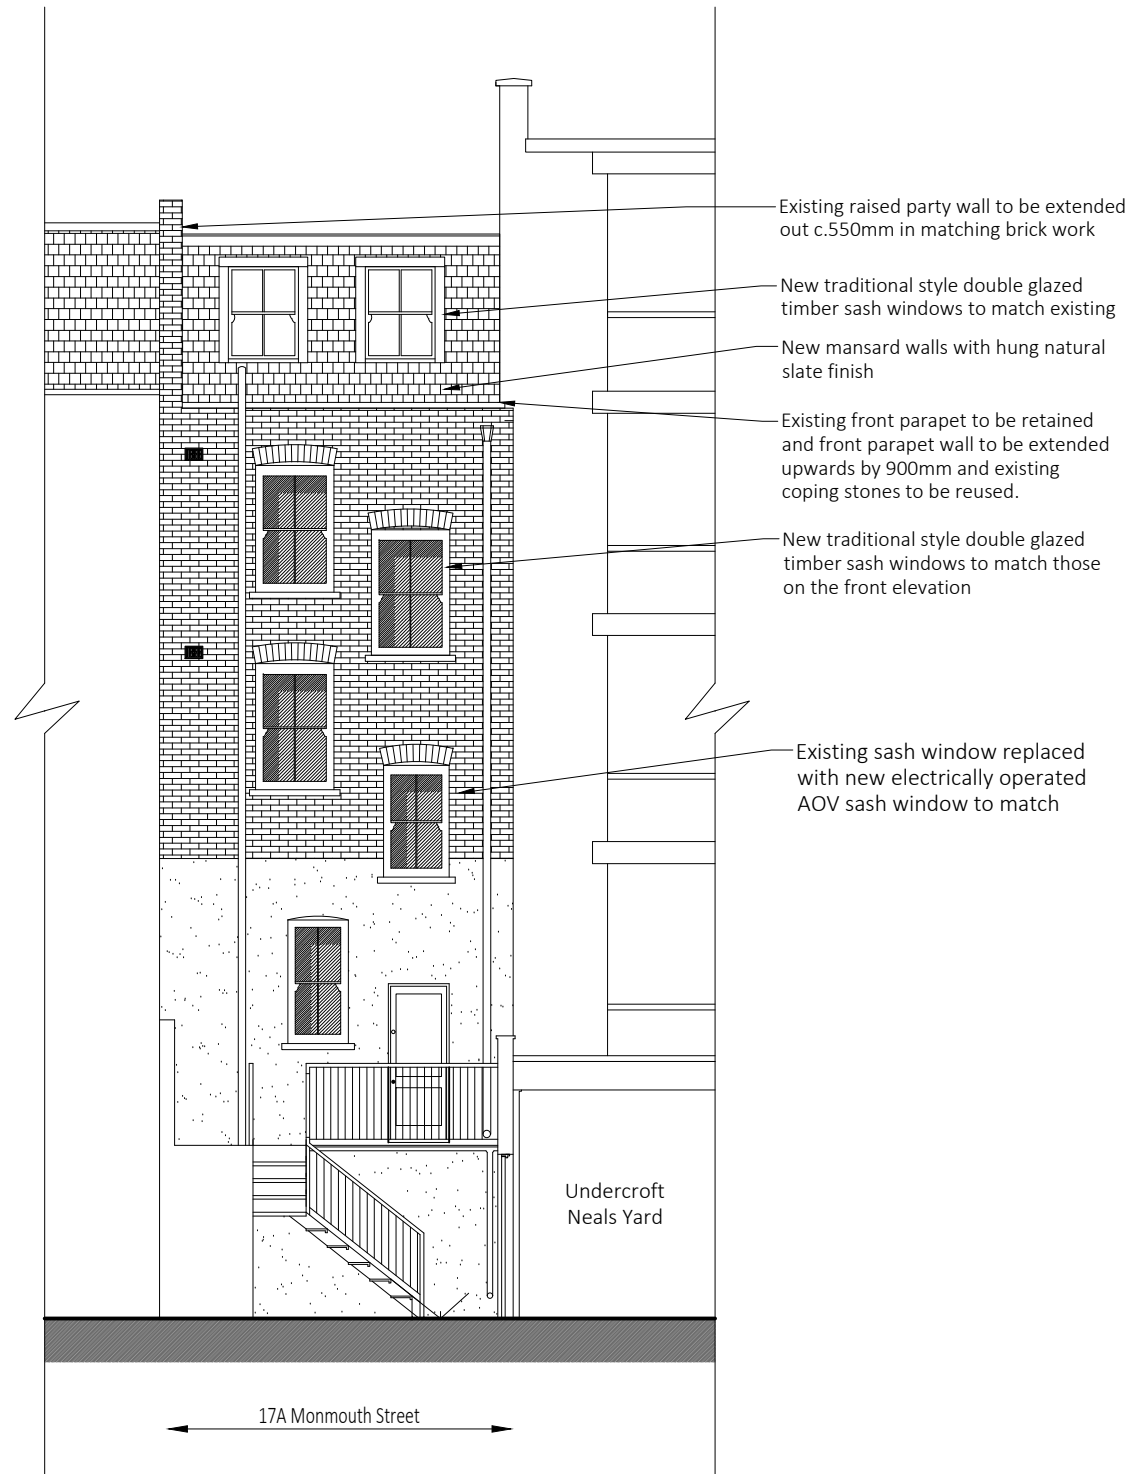 Existing raised party wall to be extended
out c.550mm in matching brick work
New traditional style double glazed
timber sash windows to match existing
New mansard walls with hung natural
slate finish
Existing front parapet to be retained
and front parapet wall to be extended
upwards by 900mm and existing
coping stones to be reused.
New traditional style double glazed
timber sash windows to match those
on the front elevation
Existing sash window replaced
with new electrically operated
AOV sash window to match
Undercroft
Neals Yard
17A Monmouth Street